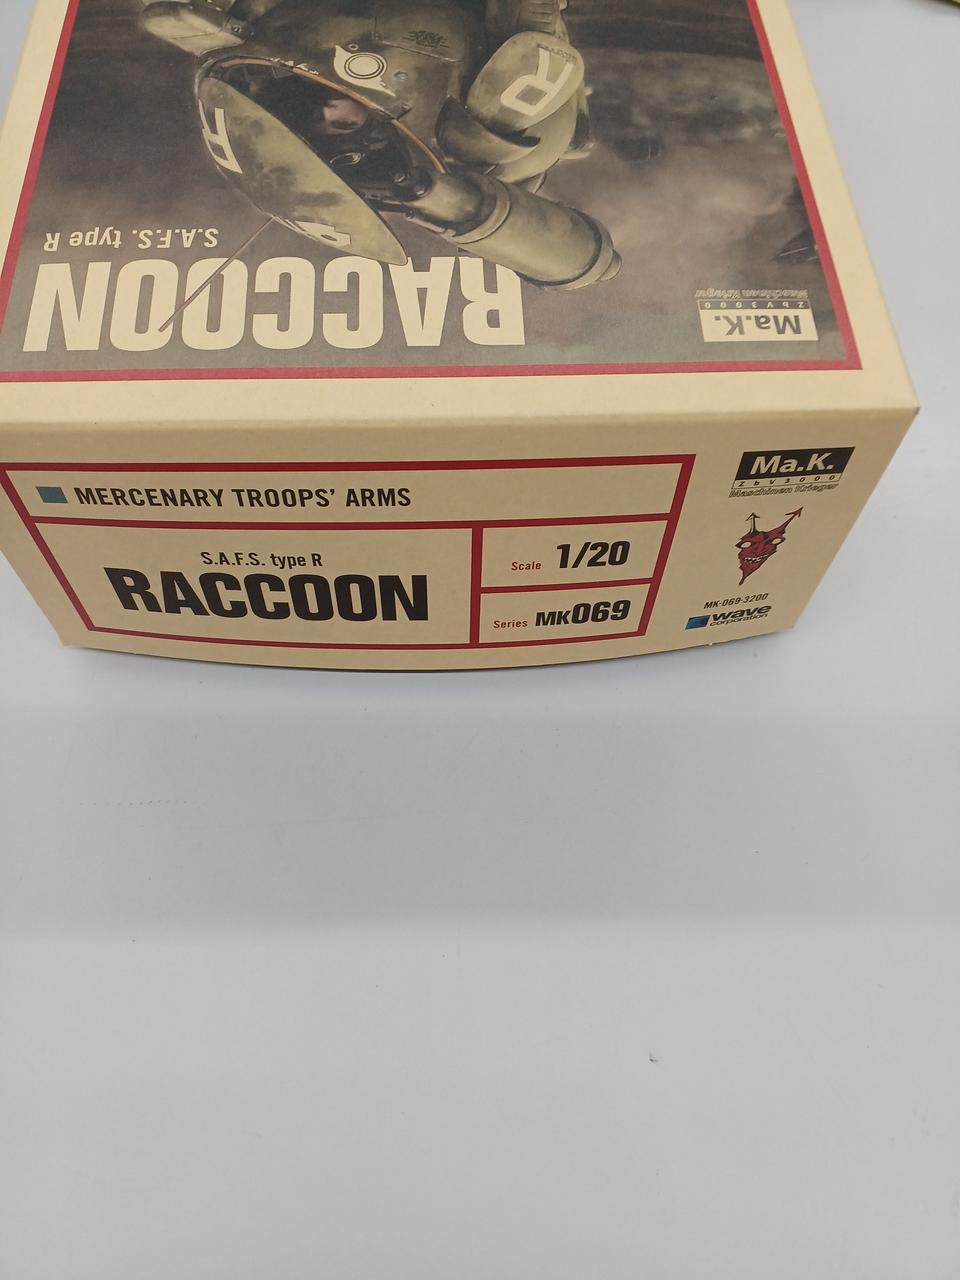 R
R
S.A.F.S. type R
RACCOON
Ma.K.
ZbV3000
Maschinen Krieger
MERCENARY TROOPS' ARMS
S.A.F.S. type R
RACCOON
Scale 1/20
Series MK069
Ma.K.
ZbV3000
Maschinen Krieger
MK-069-3200
wave
corporation